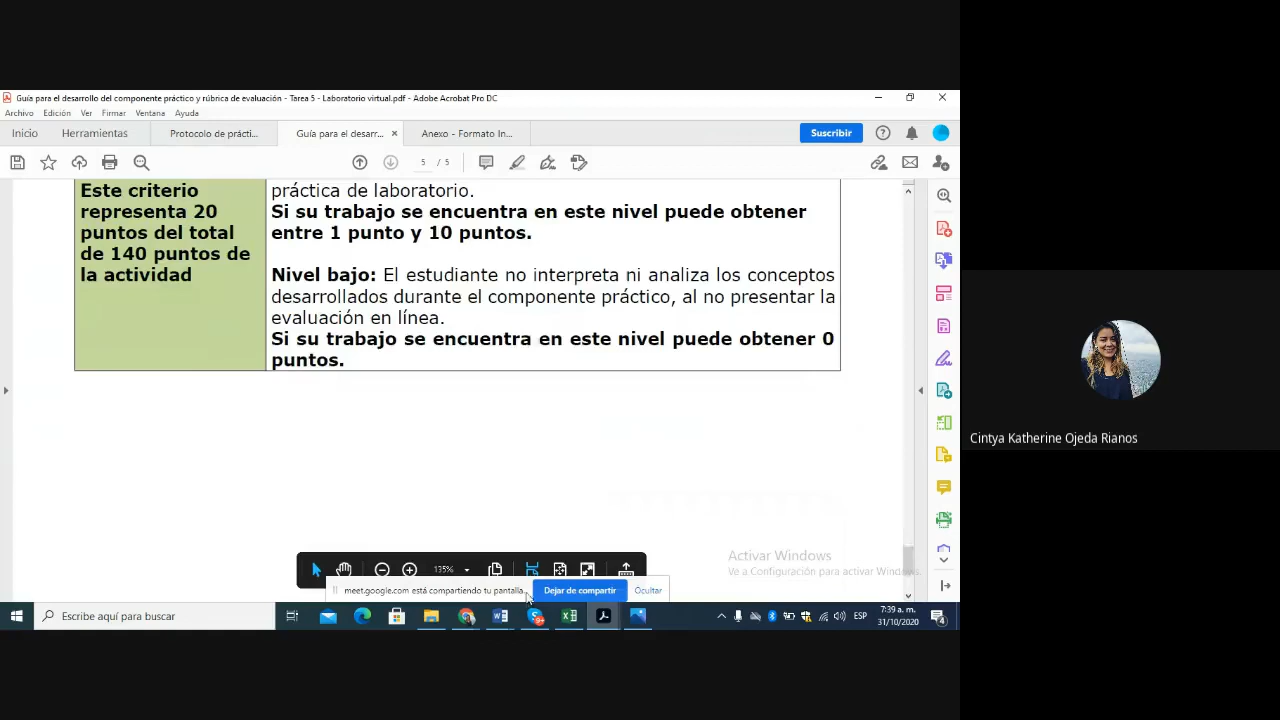 Guía para el desarrollo del componente práctico y rúbrica de evaluación - Tarea 5 - Laboratorio virtual.pdf - Adobe Acrobat Pro DC
Archivo Edición Ver Firmar Ventana Ayuda
Inicio Herramientas Protocolo de prácti... Guía para el desarr... Anexo - Formato In... Suscribir
5 / 5
Este criterio
representa 20
puntos del total
de 140 puntos de
la actividad
práctica de laboratorio.
Si su trabajo se encuentra en este nivel puede obtener
entre 1 punto y 10 puntos.
Nivel bajo: El estudiante no interpreta ni analiza los conceptos
desarrollados durante el componente práctico, al no presentar la
evaluación en línea.
Si su trabajo se encuentra en este nivel puede obtener 0
puntos.
Cintya Katherine Ojeda Rianos
Activar Windows
Ve a Configuración para activar Windows.
135%
meet.google.com está compartiendo tu pantalla. Dejar de compartir Ocultar
Escribe aquí para buscar
9+
ESP
7:39 a. m.
31/10/2020
4